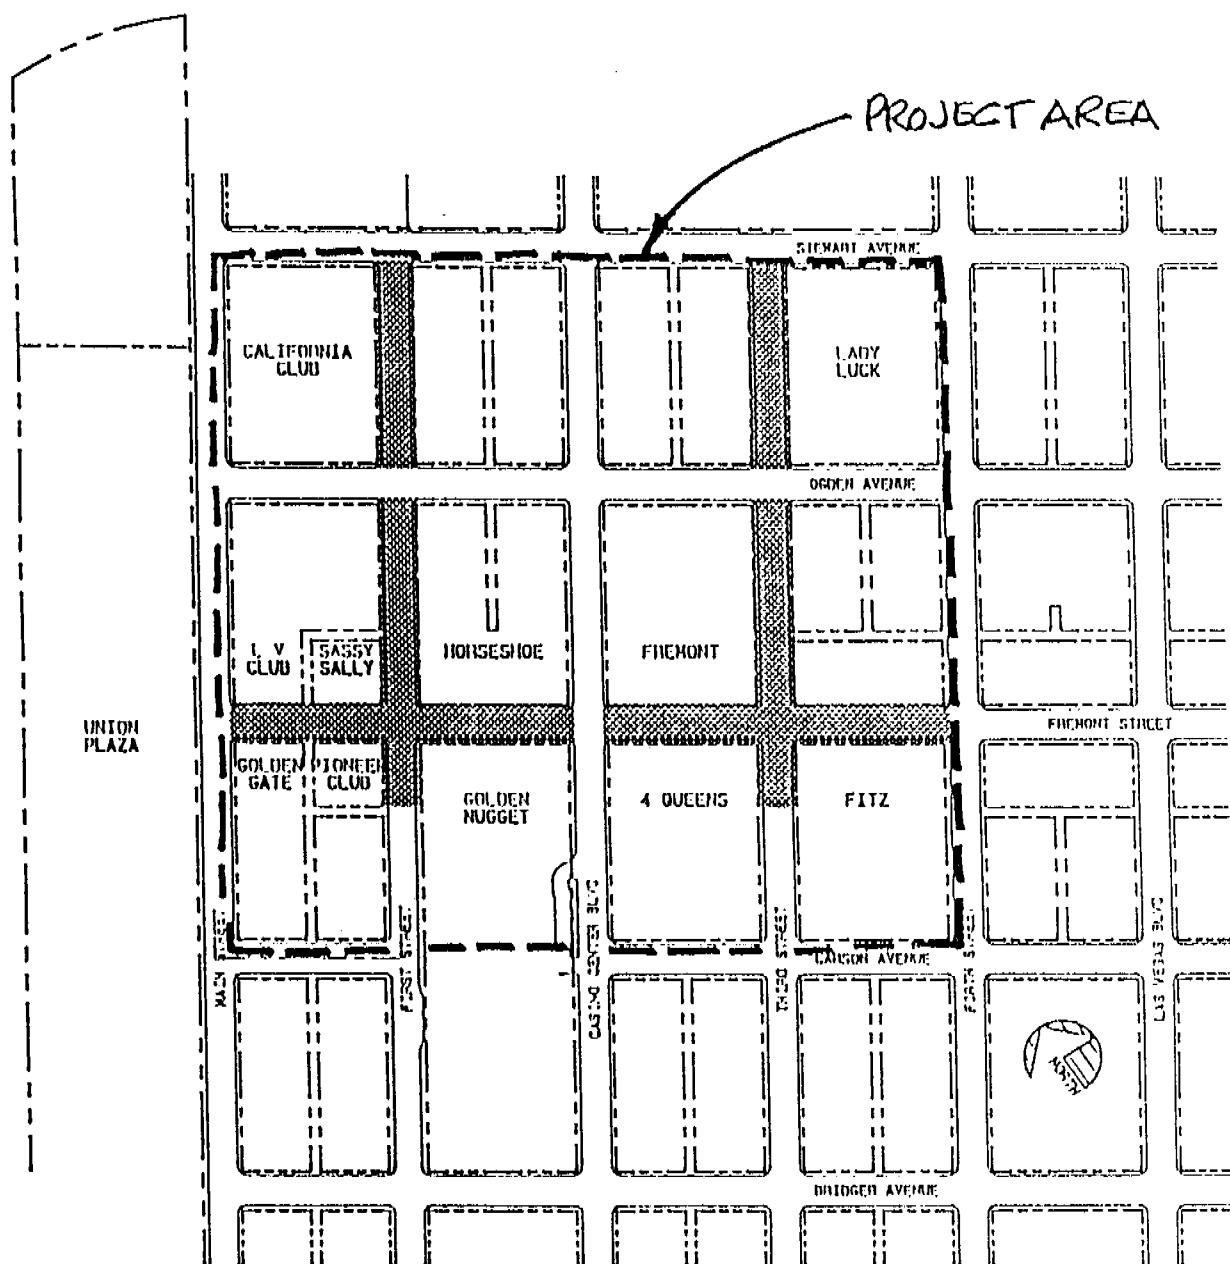 PROJECT AREA
STEWART AVENUE
CALIFORNIA
CLUB
LADY
LUCK
OGDEN AVENUE
L V
CLUB
SASSY
SALLY
HORSESHOE
FREMONT
UNION
PLAZA
FREMONT STREET
GOLDEN
GATE
PIONEER
CLUB
GOLDEN
NUGGET
4 QUEENS
FITZ
MAIN STREET
FIRST STREET
CASINO CENTER BLVD
THIRD STREET
CARSON AVENUE
FORTH STREET
LAS VEGAS BLVD
NORTH
BRIDGER AVENUE